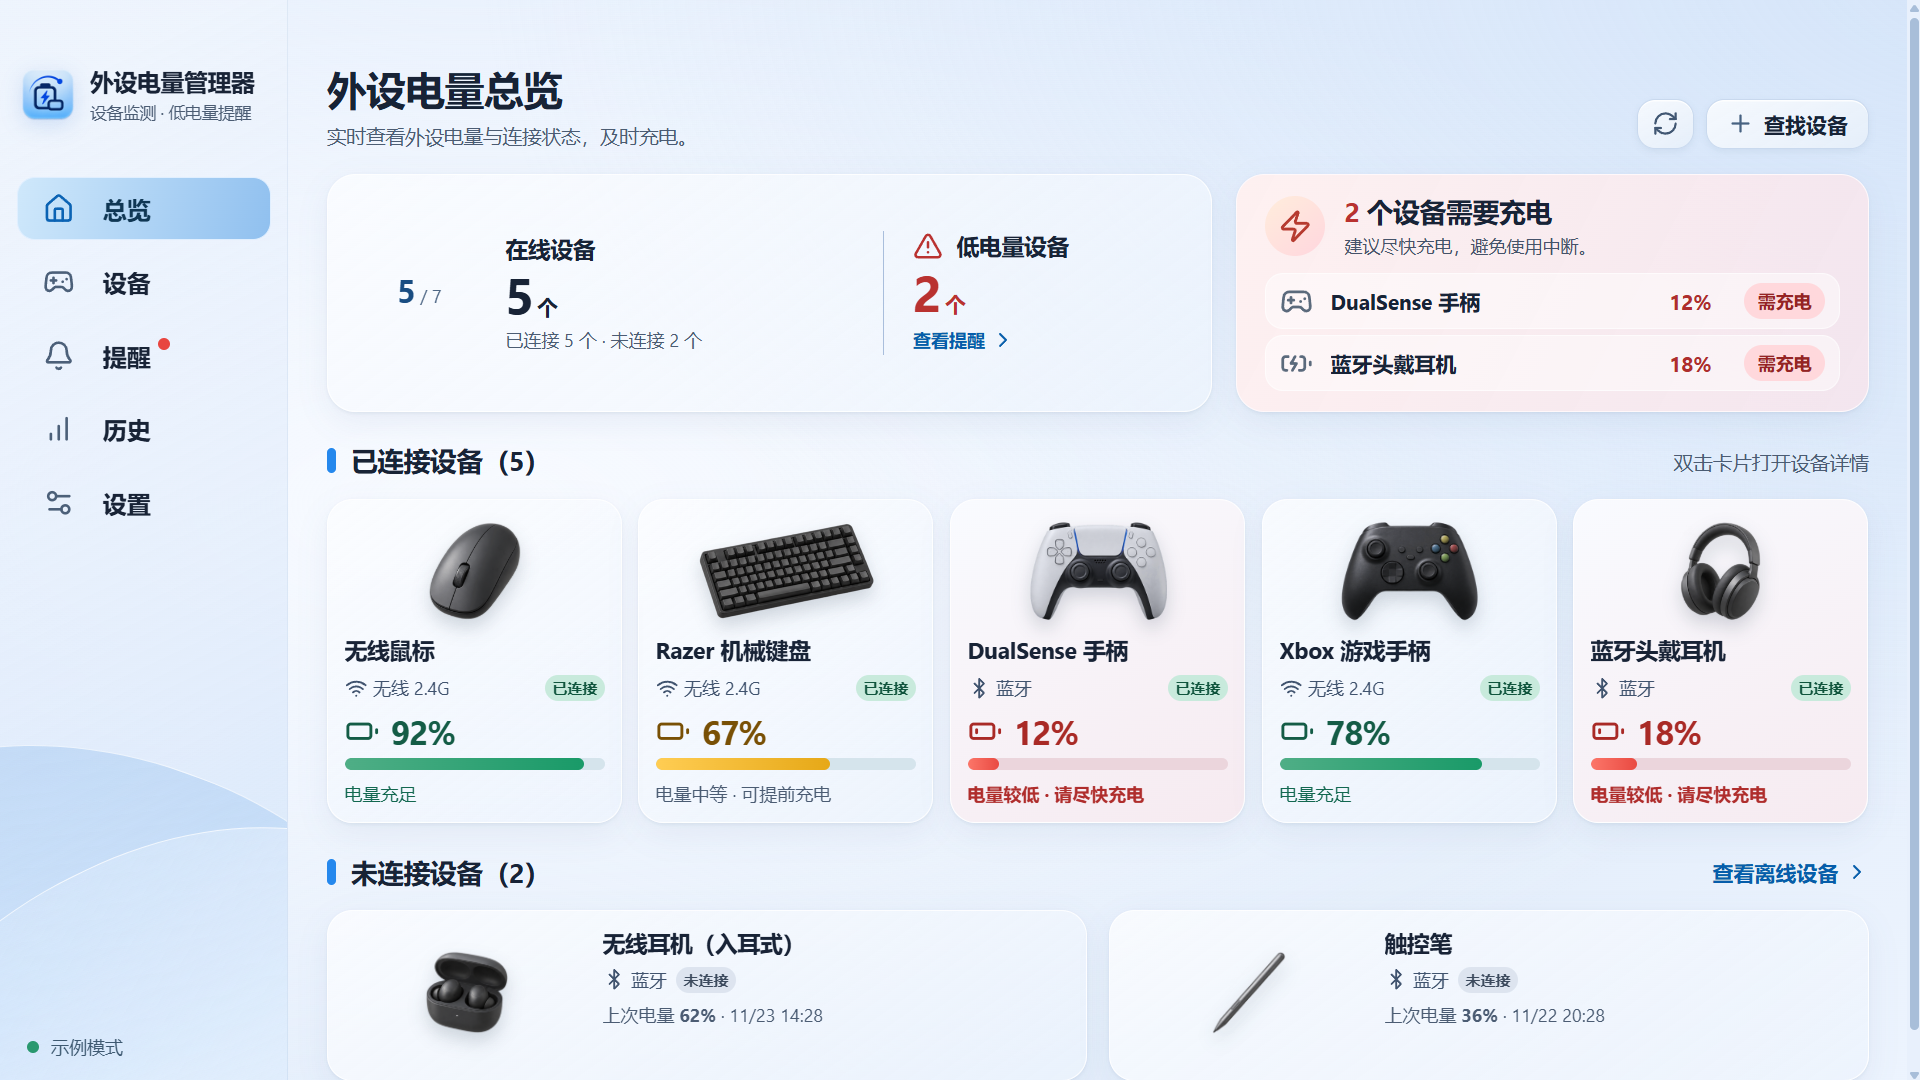 外设电量管理器
设备监测 · 低电量提醒
总览
设备
提醒
历史
设置
示例模式
外设电量总览
实时查看外设电量与连接状态，及时充电。
查找设备
5 / 7
在线设备
5 个
已连接 5 个 · 未连接 2 个
低电量设备
2 个
查看提醒
2 个设备需要充电
建议尽快充电，避免使用中断。
DualSense 手柄 12% 需充电
蓝牙头戴耳机 18% 需充电
已连接设备（5）
双击卡片打开设备详情
无线鼠标
无线 2.4G 已连接
92%
电量充足
Razer 机械键盘
无线 2.4G 已连接
67%
电量中等 · 可提前充电
DualSense 手柄
蓝牙 已连接
12%
电量较低 · 请尽快充电
Xbox 游戏手柄
无线 2.4G 已连接
78%
电量充足
蓝牙头戴耳机
蓝牙 已连接
18%
电量较低 · 请尽快充电
未连接设备（2）
查看离线设备
无线耳机（入耳式）
蓝牙 未连接
上次电量 62% · 11/23 14:28
触控笔
蓝牙 未连接
上次电量 36% · 11/22 20:28